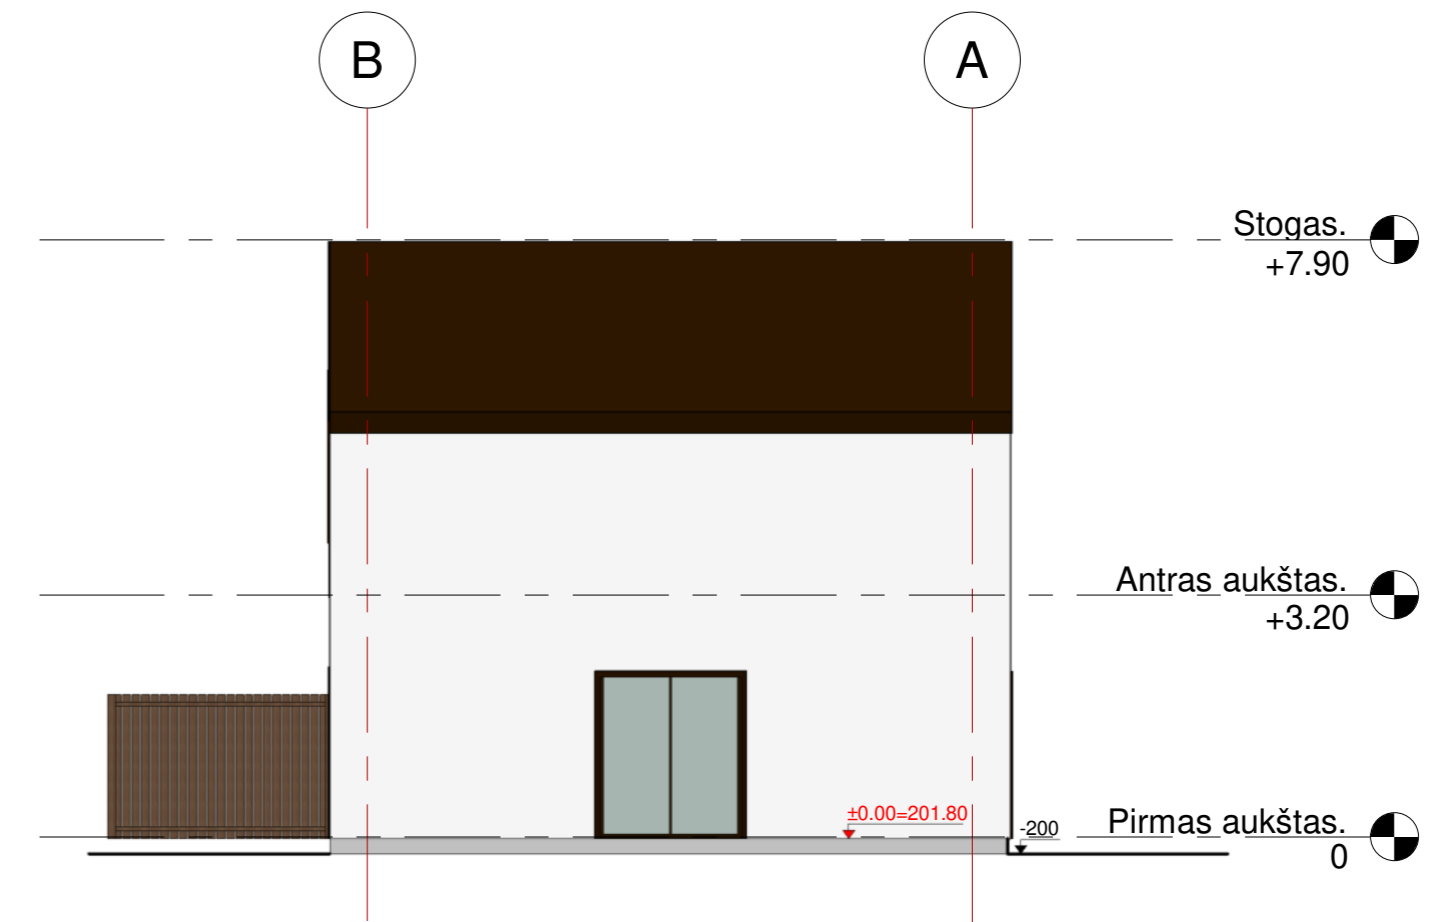 B
A
Stogas.
+7.90
Antras aukštas.
+3.20
±0.00=201.80
-200
Pirmas aukštas.
0